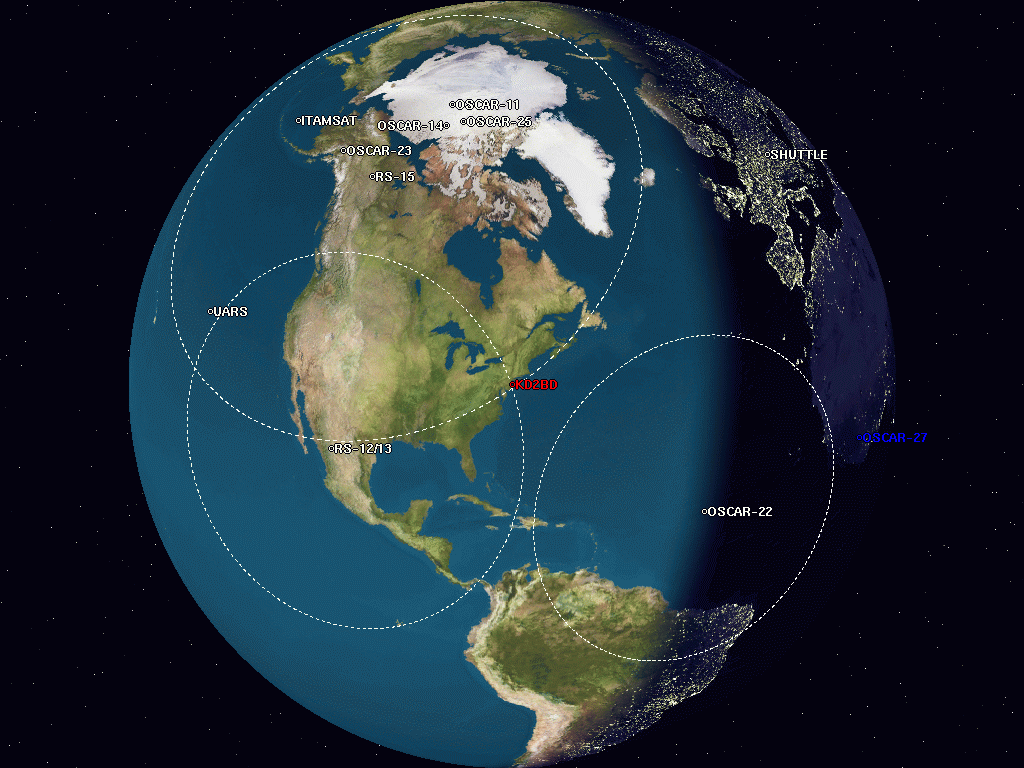 OSCAR-11
ITAMSAT
OSCAR-14
OSCAR-25
OSCAR-23
SHUTTLE
RS-15
UARS
KD2BD
OSCAR-27
RS-12/13
OSCAR-22